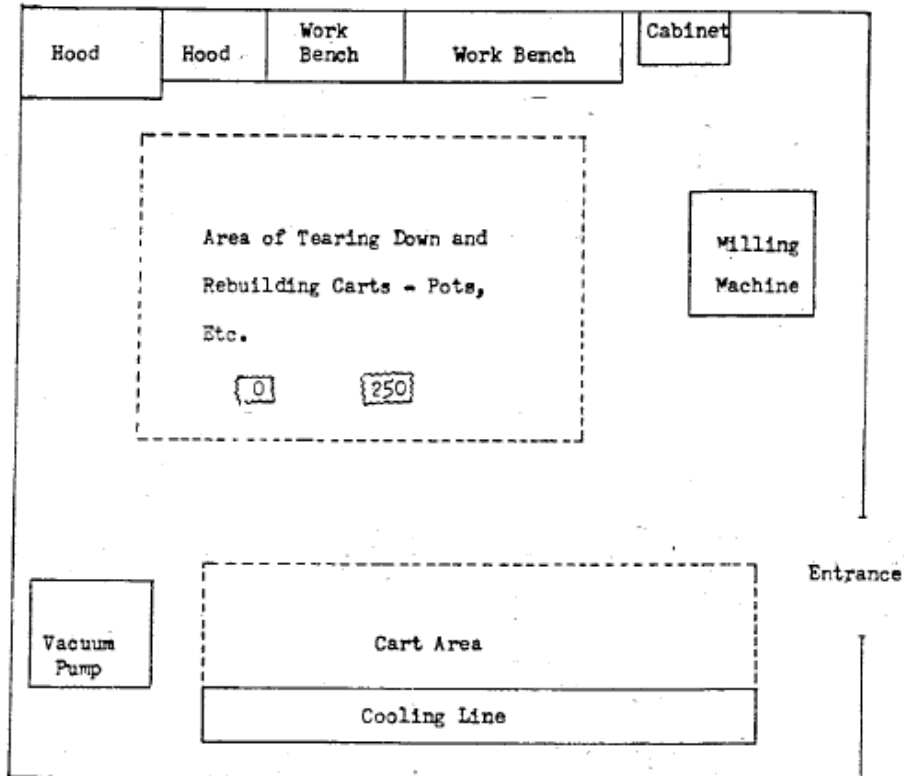 Hood
Hood
Work
Bench
Work Bench
Cabinet
Area of Tearing Down and
Rebuilding Carts - Pots,
Etc.
0
250
Milling
Machine
Entrance
Vacuum
Pump
Cart Area
Cooling Line